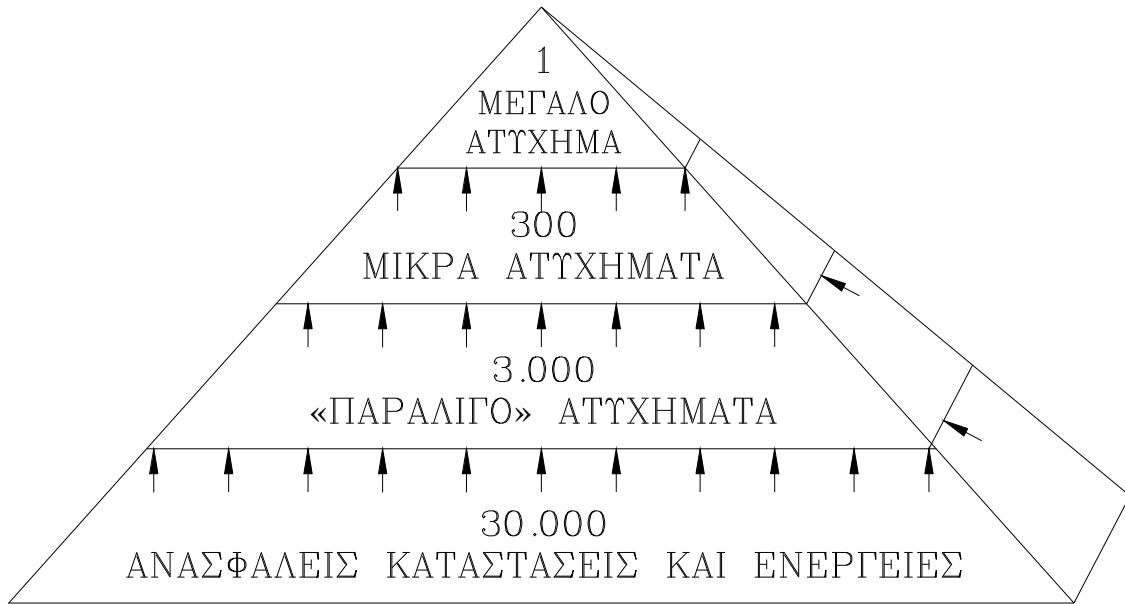 1
ΜΕΓΑΛΟ
ΑΤΥΧΗΜΑ
300
ΜΙΚΡΑ ΑΤΥΧΗΜΑΤΑ
3.000
«ΠΑΡΑΛΙΓΟ» ΑΤΥΧΗΜΑΤΑ
30.000
ΑΝΑΣΦΑΛΕΙΣ ΚΑΤΑΣΤΑΣΕΙΣ ΚΑΙ ΕΝΕΡΓΕΙΕΣ